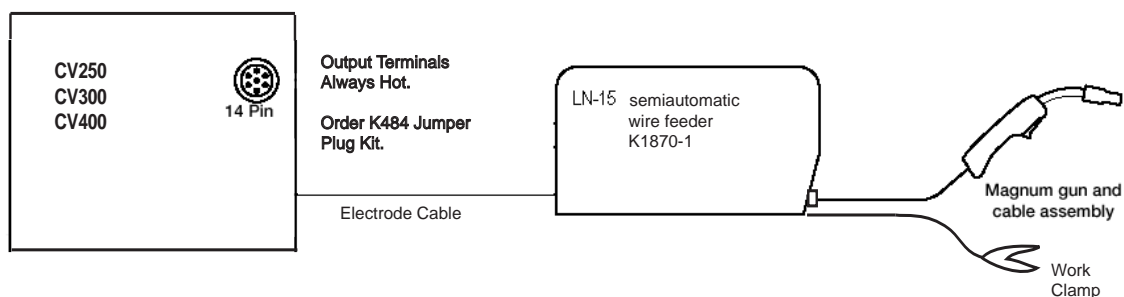 CV250
CV300
CV400
14 Pin
Output Terminals
Always Hot.
Order K484 Jumper
Plug Kit.
Electrode Cable
LN-15 semiautomatic
wire feeder
K1870-1
Magnum gun and
cable assembly
Work
Clamp